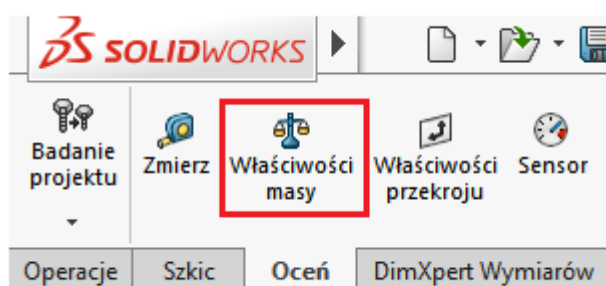 SOLIDWORKS
Badanie
projektu
Zmierz
Właściwości
masy
Właściwości
przekroju
Sensor
Operacje
Szkic
Oceń
DimXpert Wymiarów